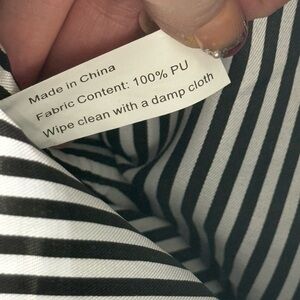 Made in China
Fabric Content: 100% PU
Wipe clean with a damp cloth